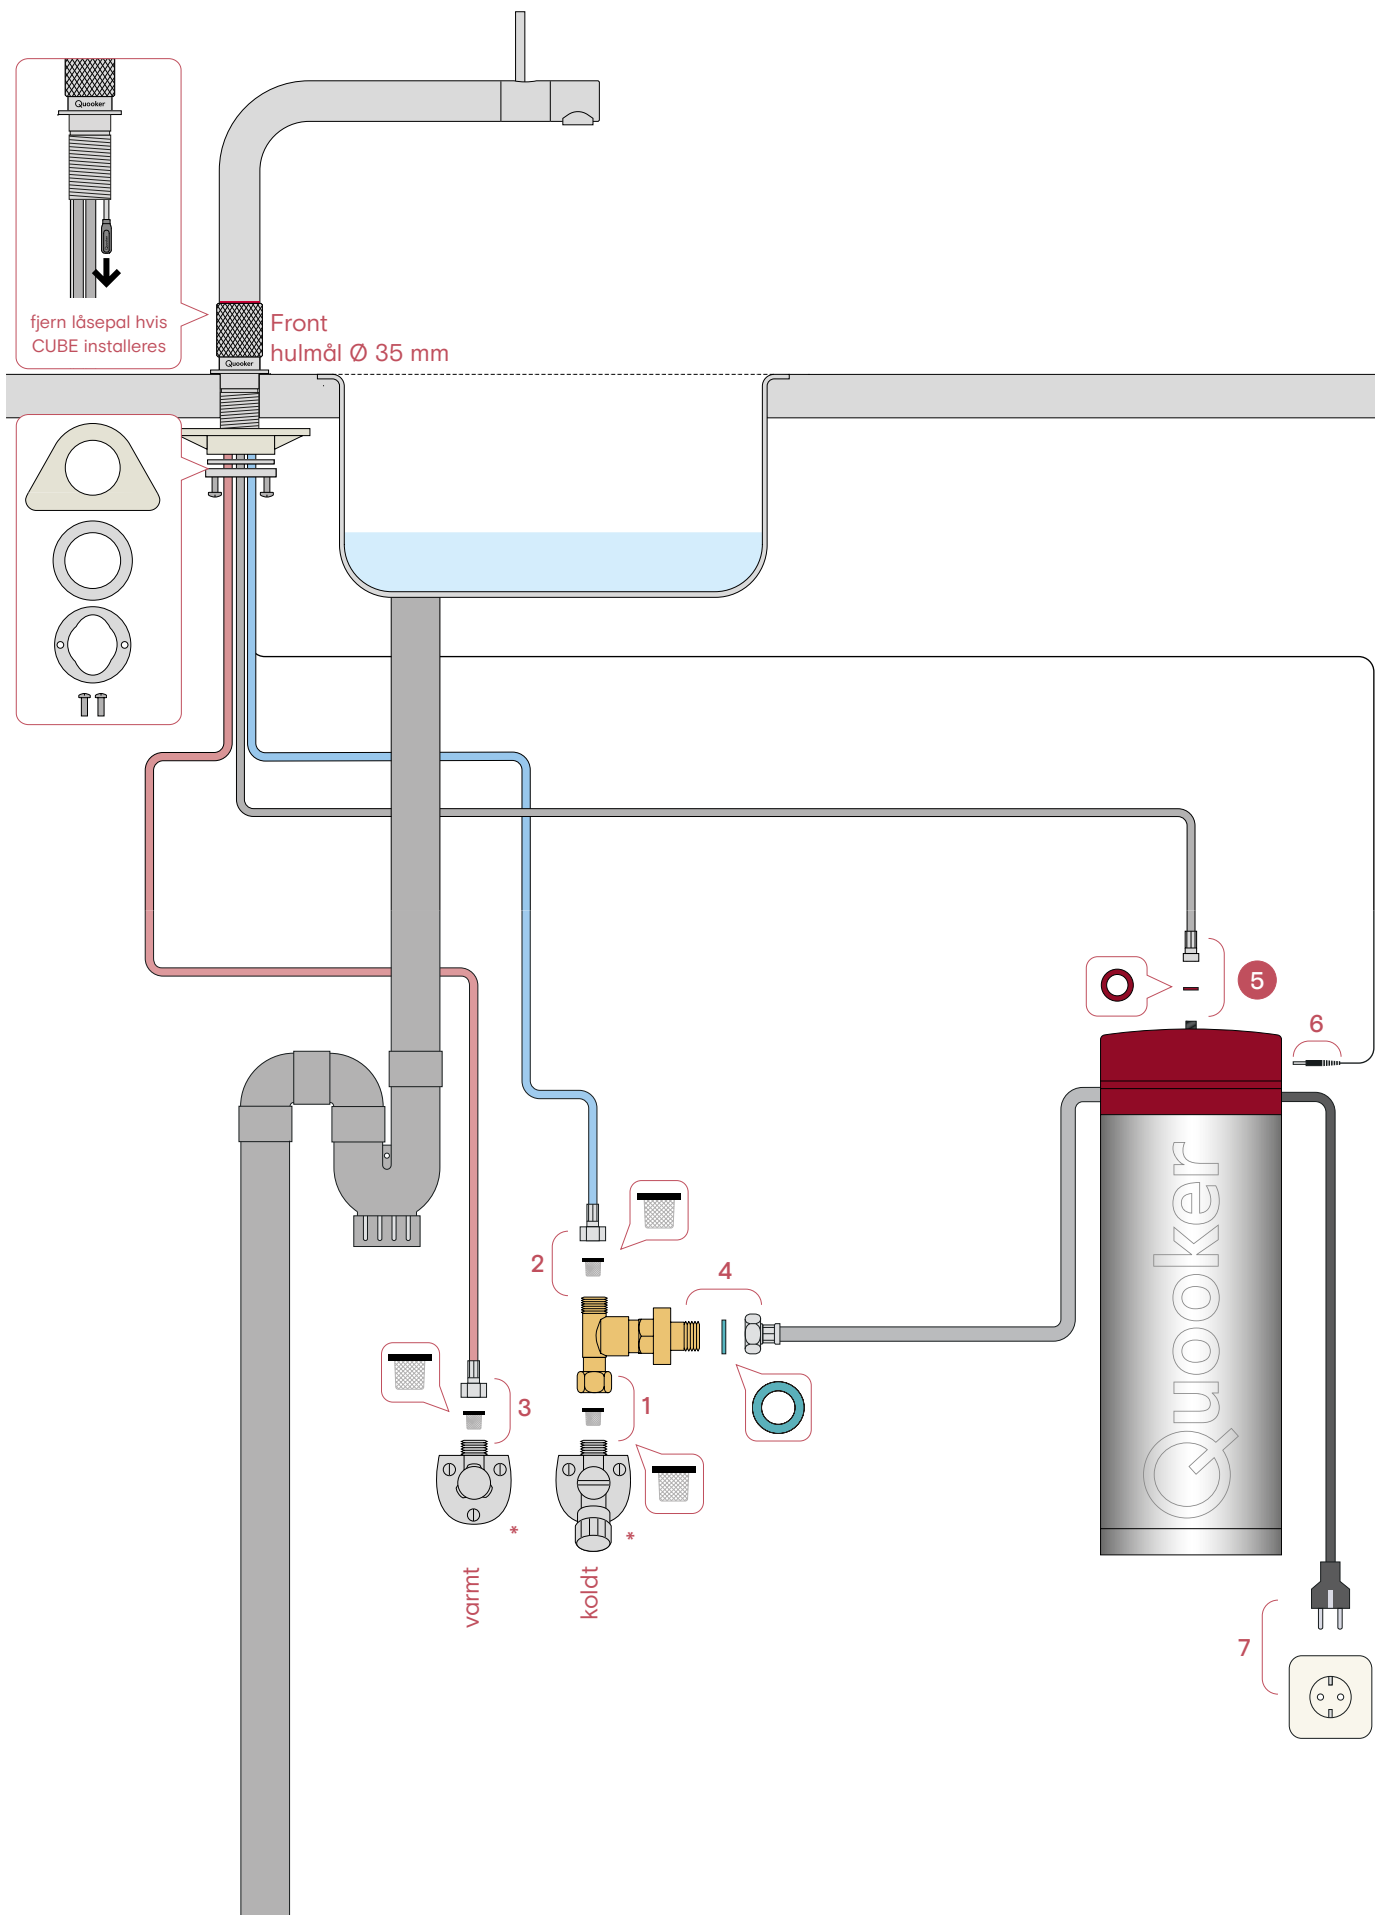 Quooker
fjern låsepal hvis
CUBE installeres
Front
hulmål Ø 35 mm
Quooker
5
6
2
4
3
1
*
*
varmt
koldt
Quooker
7